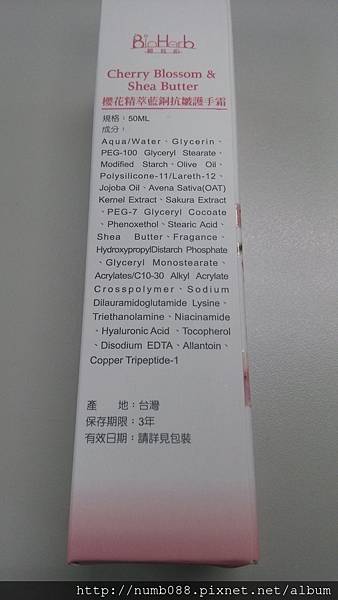 BioHerb
Cherry Blossom &
Shea Butter
櫻花精萃藍銅抗皺護手霜
規格：50ML
成分：
Aqua/Water、Glycerin、
PEG-100 Glyceryl Stearate、
Modified Starch、Olive Oil、
Polysilicone-11/Lareth-12、
Jojoba Oil、Avena Sativa(OAT)
Kernel Extract、Sakura Extract
、PEG-7 Glyceryl Cocoate
、Phenoxethol、Stearic Acid、
Shea Butter、Fragance、
HydroxypropylDistarch Phosphate
、Glyceryl Monostearate、
Acrylates/C10-30 Alkyl Acrylate
Crosspolymer、Sodium
Dilauramidoglutamide Lysine、
Triethanolamine、Niacinamide
、Hyaluronic Acid 、Tocopherol
、Disodium EDTA、Allantoin、
Copper Tripeptide-1
產　地：台灣
保存期限：3年
有效日期：請詳見包裝
http://numb088.pixnet.net/album